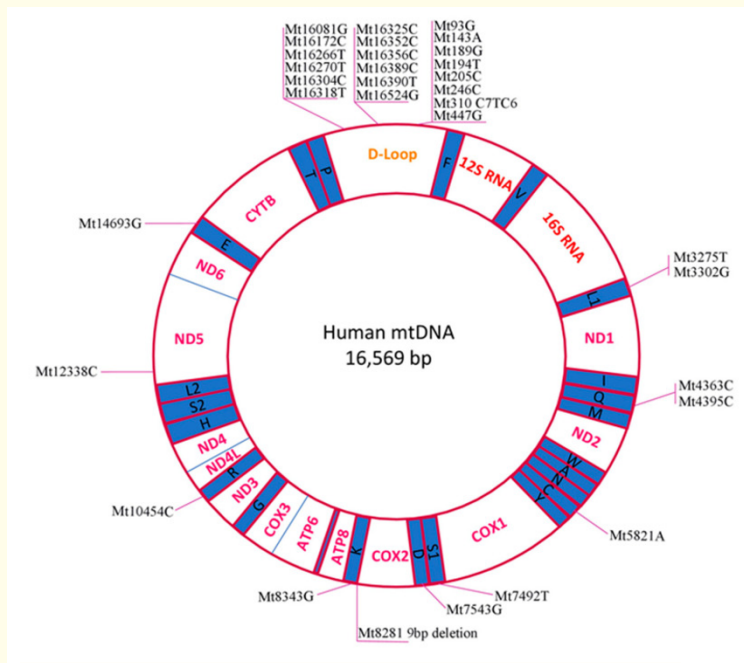 Mt16081G
Mt16172C
Mt16266T
Mt16270T
Mt16304C
Mt16318T
Mt16325C
Mt16352C
Mt16356C
Mt16389C
Mt16390T
Mt16524G
Mt93G
Mt143A
Mt189G
Mt194T
Mt205C
Mt246C
Mt310 C7TC6
Mt447G
D-Loop
F
12S RNA
V
16S RNA
L1
Mt3275T
Mt3302G
ND1
I
Q
M
Mt4363C
Mt4395C
ND2
W
A
N
C
Y
Mt5821A
COX1
S1
Mt7492T
D
Mt7543G
COX2
K
Mt8281 9bp deletion
Mt8343G
ATP8
ATP6
COX3
G
ND3
R
Mt10454C
ND4L
ND4
H
S2
L2
Mt12338C
ND5
ND6
E
Mt14693G
CYTB
T
P
Human mtDNA
16,569 bp